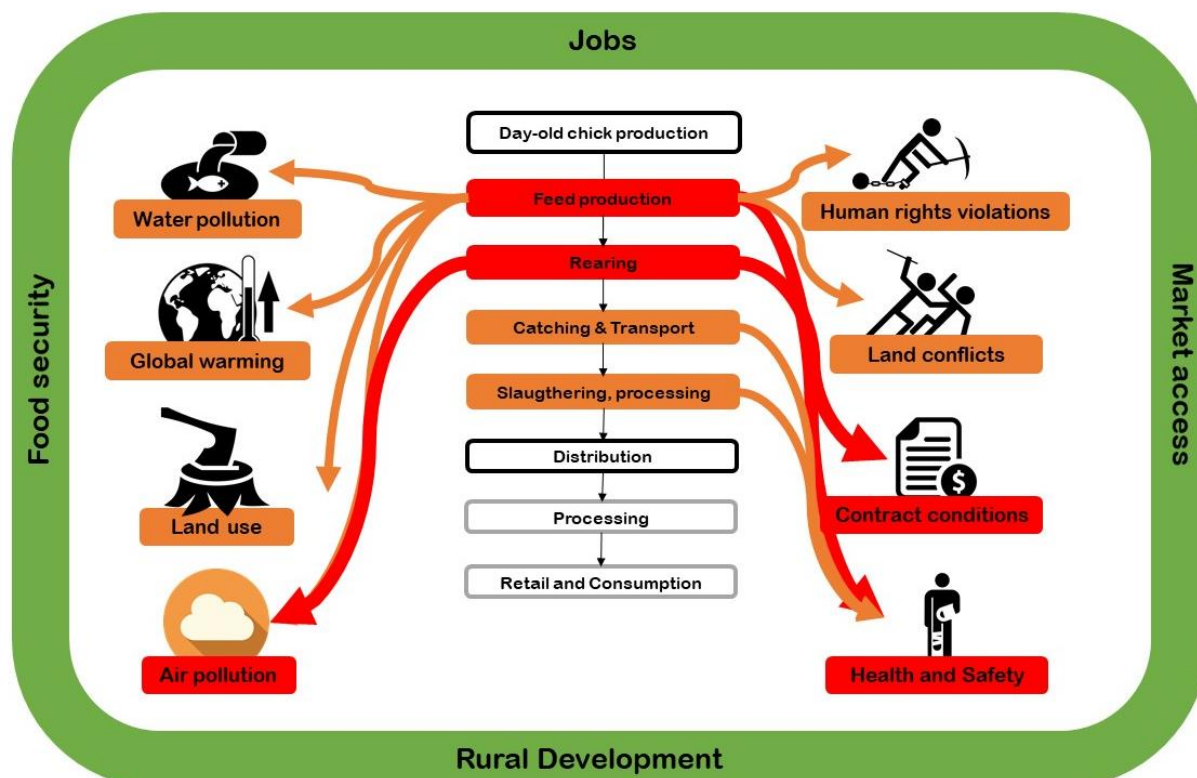 Jobs
Food security
Market access
Rural Development
Day-old chick production
Feed production
Rearing
Catching & Transport
Slaugthering, processing
Distribution
Processing
Retail and Consumption
Water pollution
Global warming
Land use
Air pollution
Human rights violations
Land conflicts
$
Contract conditions
Health and Safety